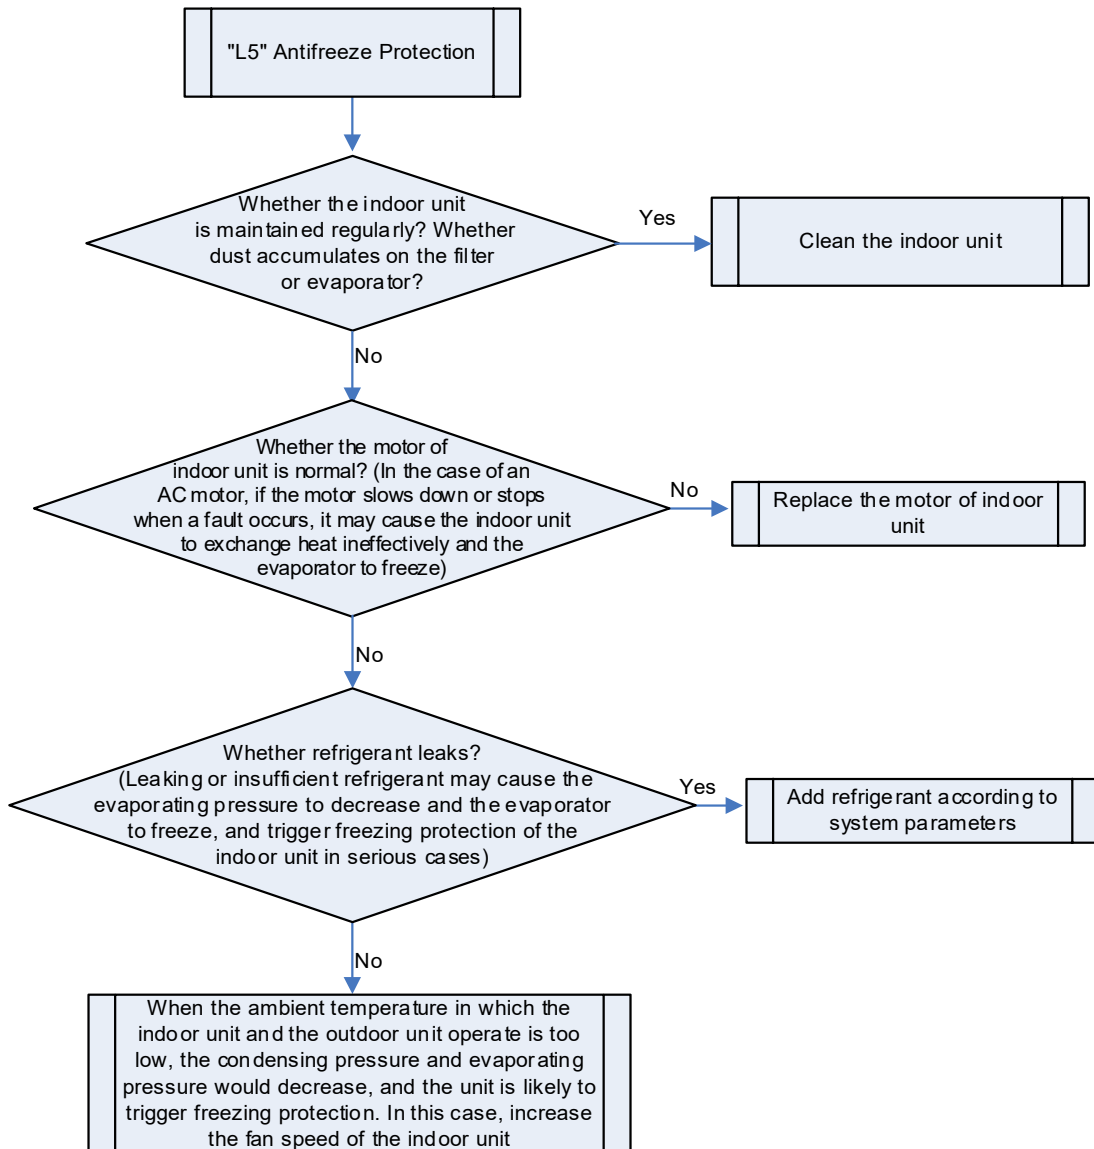 "L5" Antifreeze Protection
Whether the indoor unit
is maintained regularly? Whether
dust accumulates on the filter
or evaporator?
Yes
Clean the indoor unit
No
Whether the motor of
indoor unit is normal? (In the case of an
AC motor, if the motor slows down or stops
when a fault occurs, it may cause the indoor unit
to exchange heat ineffectively and the
evaporator to freeze)
No
Replace the motor of indoor
unit
No
Whether refrigerant leaks?
(Leaking or insufficient refrigerant may cause the
evaporating pressure to decrease and the evaporator
to freeze, and trigger freezing protection of the
indoor unit in serious cases)
Yes
Add refrigerant according to
system parameters
No
When the ambient temperature in which the
indoor unit and the outdoor unit operate is too
low, the condensing pressure and evaporating
pressure would decrease, and the unit is likely to
trigger freezing protection. In this case, increase
the fan speed of the indoor unit